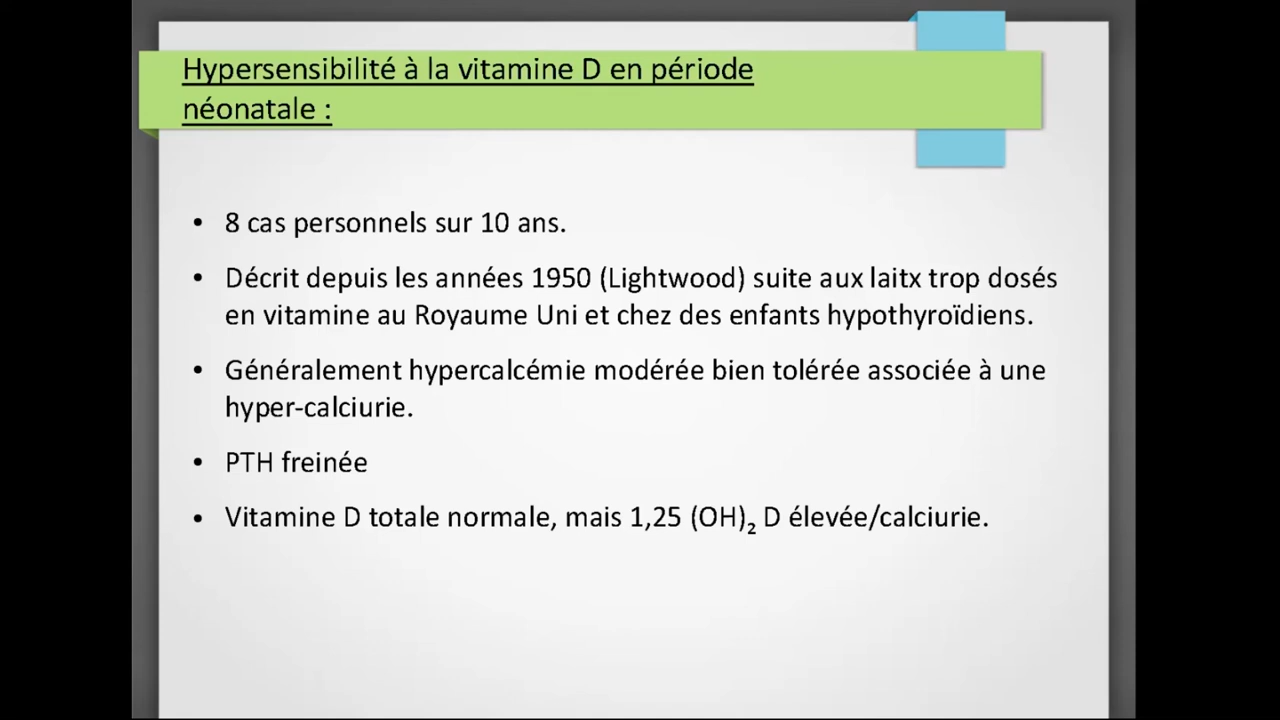 Hypersensibilité à la vitamine D en période
néonatale :
• 8 cas personnels sur 10 ans.
• Décrit depuis les années 1950 (Lightwood) suite aux laitx trop dosés
en vitamine au Royaume Uni et chez des enfants hypothyroïdiens.
• Généralement hypercalcémie modérée bien tolérée associée à une
hyper-calciurie.
• PTH freinée
• Vitamine D totale normale, mais 1,25 (OH)₂ D élevée/calciurie.